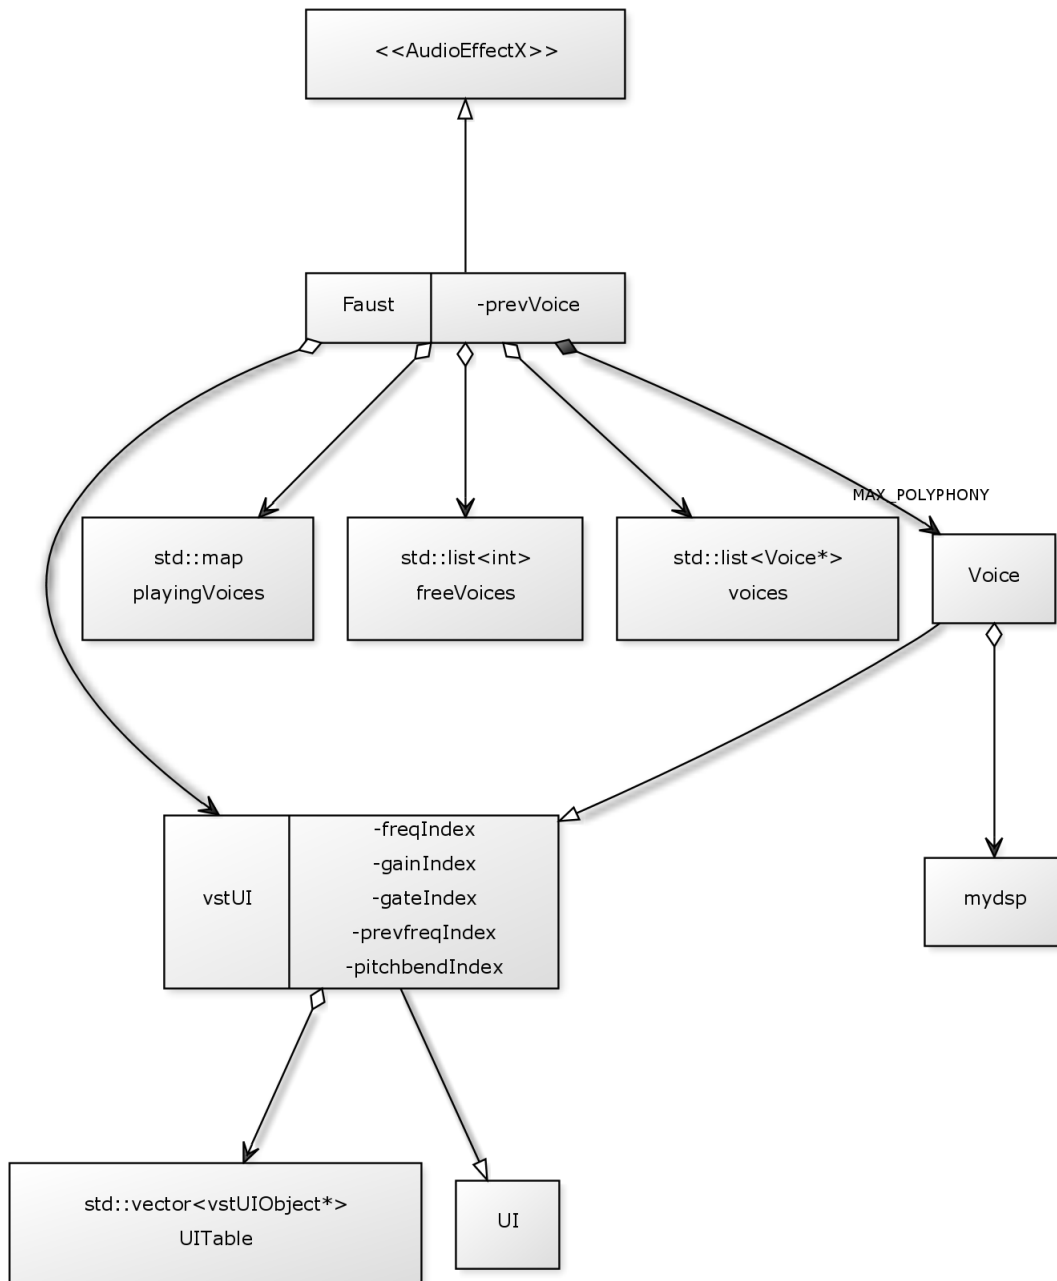 <<AudioEffectX>>
Faust
-prevVoice
MAX_POLYPHONY
std::map
playingVoices
std::list<int>
freeVoices
std::list<Voice*>
voices
Voice
vstUI
-freqIndex
-gainIndex
-gateIndex
-prevfreqIndex
-pitchbendIndex
mydsp
std::vector<vstUIObject*>
UITable
UI